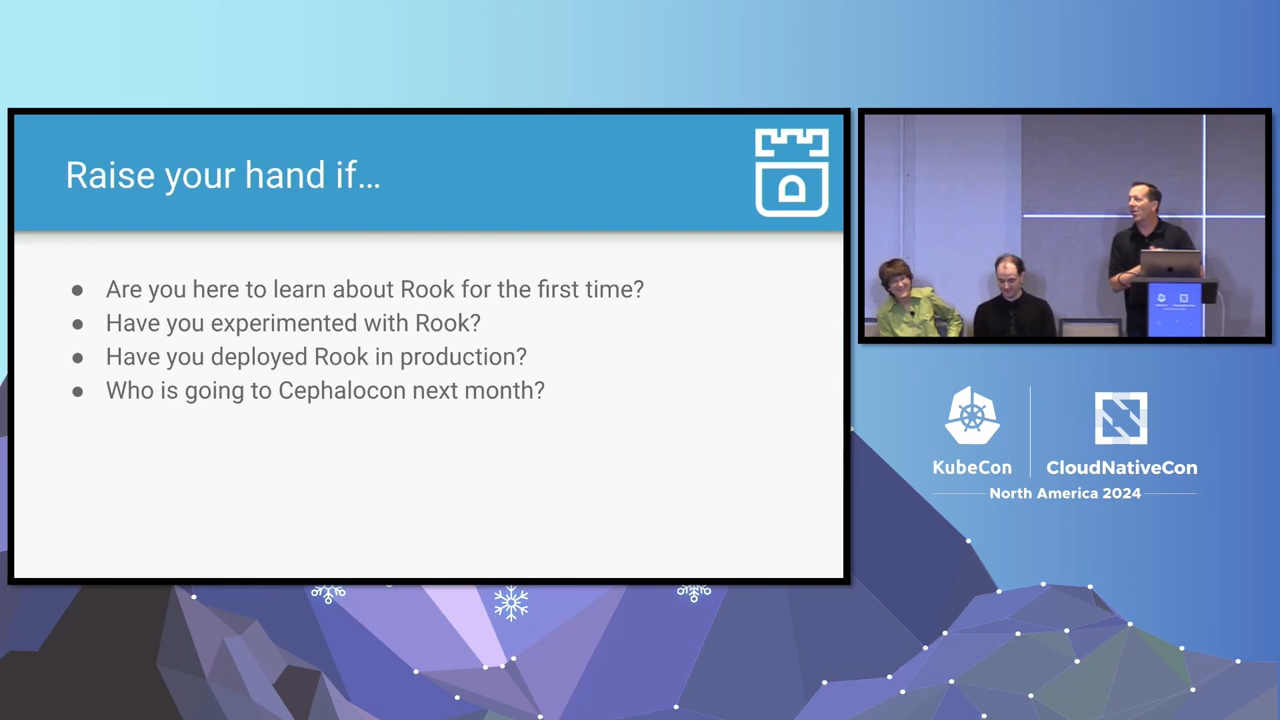 Raise your hand if...
Are you here to learn about Rook for the first time?
Have you experimented with Rook?
Have you deployed Rook in production?
Who is going to Cephalocon next month?
KubeCon
CloudNativeCon
North America 2024